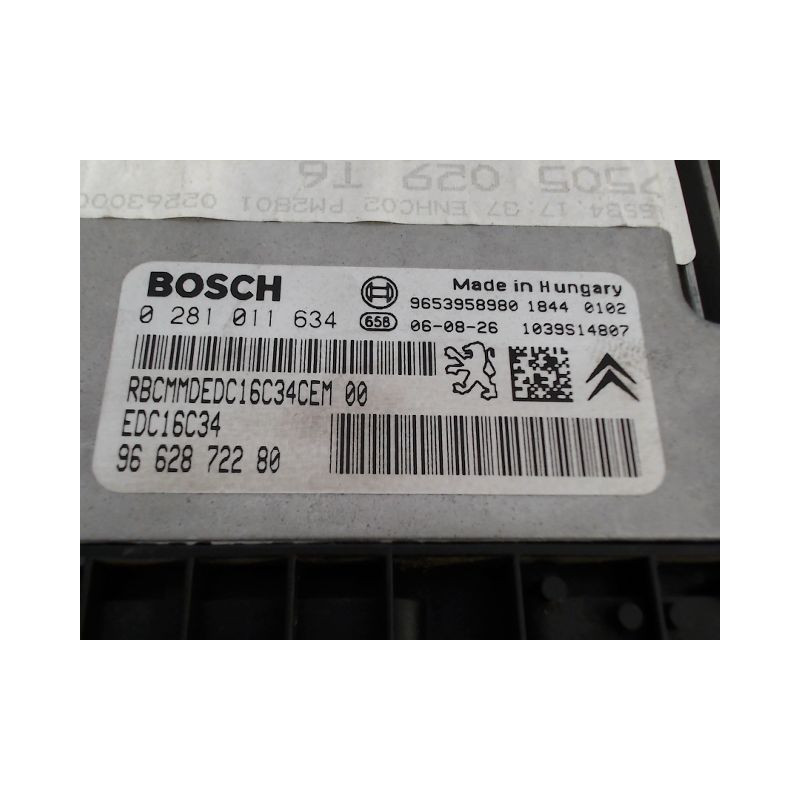 7505 029 T6
6534 17:37 ENHC02 PM2801 02263000
BOSCH
Made in Hungary
9653958980 1844 0102
0 281 011 634
658 06-08-26 1039S14807
RBCMMDEDC16C34CEM 00
EDC16C34
96 628 722 80